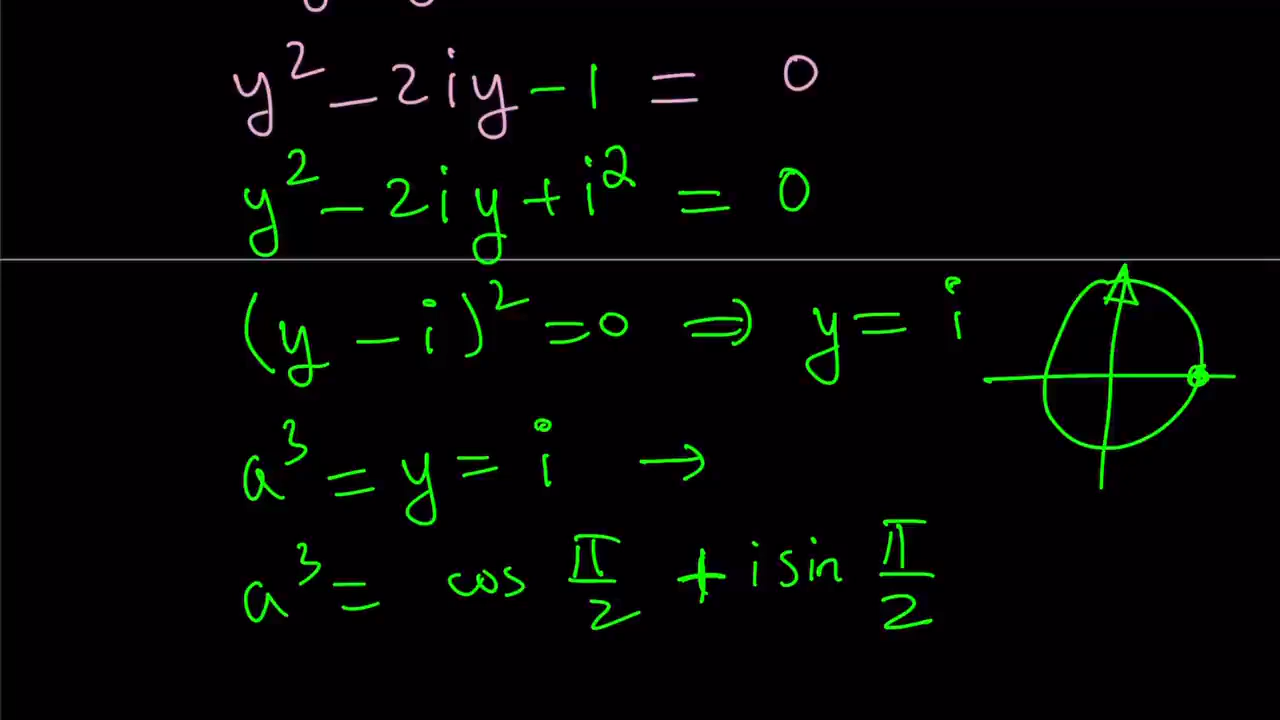 y² - 2iy - 1 = 0
y² - 2iy + i² = 0
(y - i)² = 0 ⇒ y = i
a³ = y = i →
a³ = cos π/2 + i sin π/2